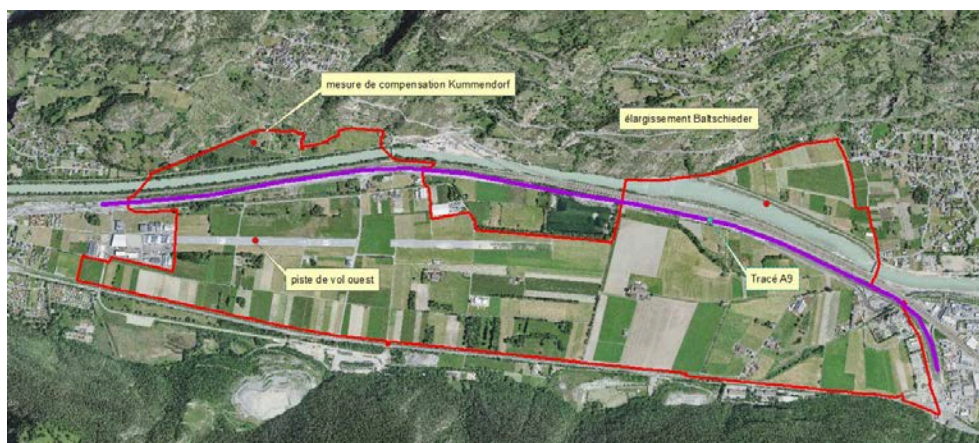 mesure de compensation Kummendorf
élargissement Baltschieder
piste de vol ouest
Tracé A9